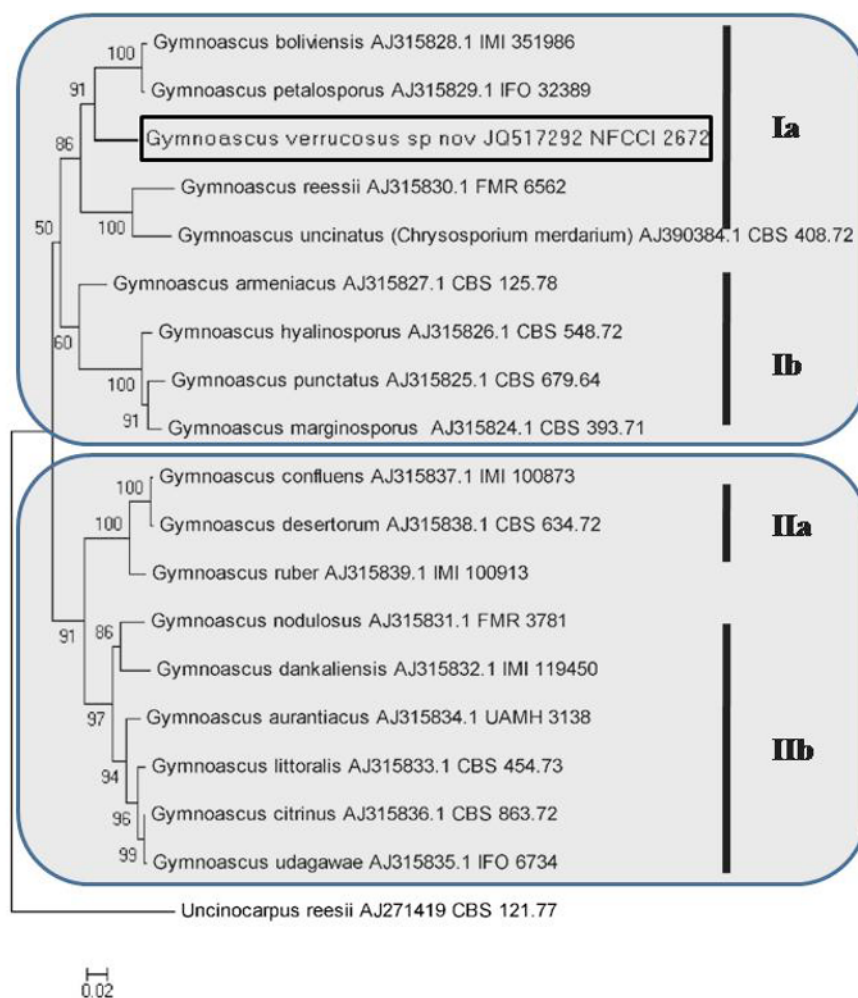 Gymnoascus boliviensis AJ315828.1 IMI 351986
100
Gymnoascus petalosporus AJ315829.1 IFO 32389
91
Gymnoascus verrucosus sp nov JQ517292 NFCCI 2672
Ia
86
Gymnoascus reessii AJ315830.1 FMR 6562
100
Gymnoascus uncinatus (Chrysosporium merdarium) AJ390384.1 CBS 408.72
50
Gymnoascus armeniacus AJ315827.1 CBS 125.78
60
Gymnoascus hyalinosporus AJ315826.1 CBS 548.72
100
Gymnoascus punctatus AJ315825.1 CBS 679.64
Ib
91
Gymnoascus marginosporus AJ315824.1 CBS 393.71
Gymnoascus confluens AJ315837.1 IMI 100873
100
Gymnoascus desertorum AJ315838.1 CBS 634.72
IIa
100
Gymnoascus ruber AJ315839.1 IMI 100913
91
Gymnoascus nodulosus AJ315831.1 FMR 3781
86
Gymnoascus dankaliensis AJ315832.1 IMI 119450
97
Gymnoascus aurantiacus AJ315834.1 UAMH 3138
IIb
94
Gymnoascus littoralis AJ315833.1 CBS 454.73
96
Gymnoascus citrinus AJ315836.1 CBS 863.72
99
Gymnoascus udagawae AJ315835.1 IFO 6734
Uncinocarpus reesii AJ271419 CBS 121.77
0.02